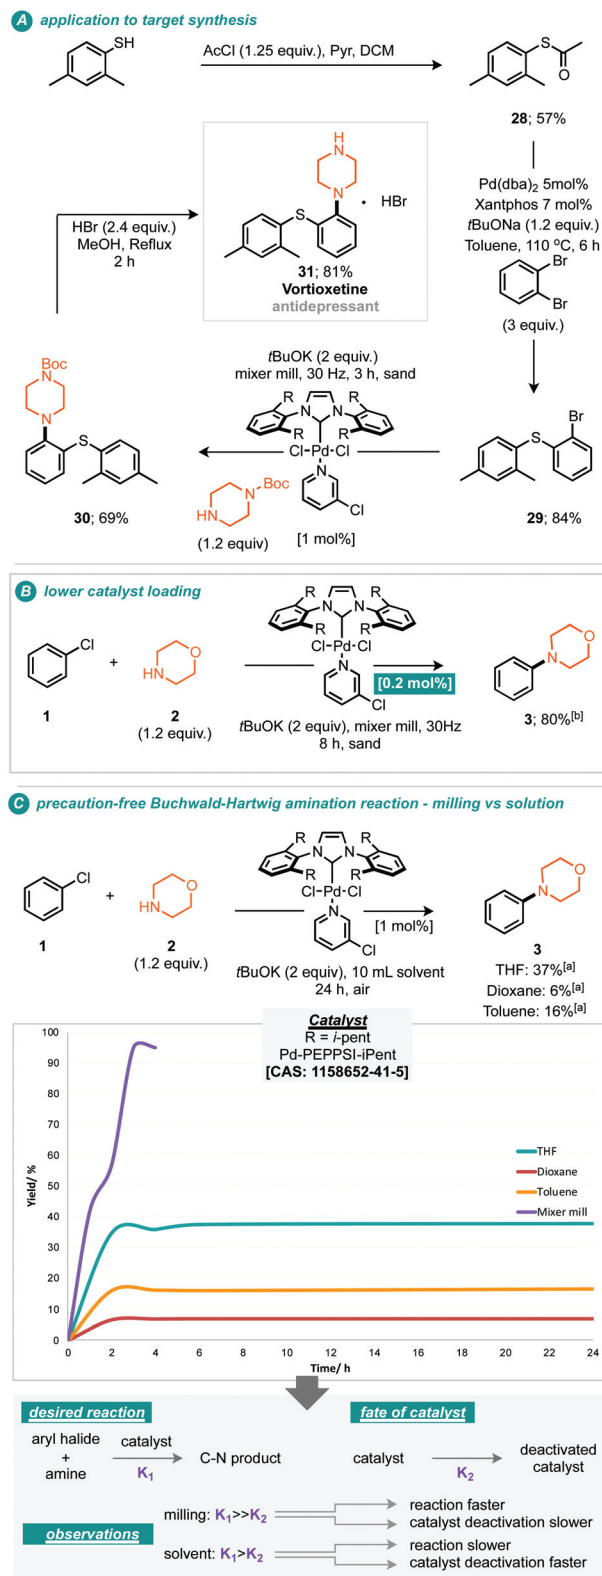 A application to target synthesis
SH
AcCl (1.25 equiv.), Pyr, DCM
S
O
28; 57%
Pd(dba)2 5mol%
Xantphos 7 mol%
tBuONa (1.2 equiv.)
Toluene, 110 °C, 6 h
Br
Br
(3 equiv.)
H
N
N
S
· HBr
31; 81%
Vortioxetine
antidepressant
HBr (2.4 equiv.)
MeOH, Reflux
2 h
tBuOK (2 equiv.)
mixer mill, 30 Hz, 3 h, sand
R R
N N
R R
Cl-Pd-Cl
N
Cl
[1 mol%]
Boc
N
HN
(1.2 equiv)
Boc
N
N
S
30; 69%
Br
S
29; 84%
B lower catalyst loading
Cl
1
+
O
HN
2
(1.2 equiv.)
R R
N N
R R
Cl-Pd-Cl
N
Cl
[0.2 mol%]
tBuOK (2 equiv), mixer mill, 30Hz
8 h, sand
O
N
3; 80%[b]
C precaution-free Buchwald-Hartwig amination reaction - milling vs solution
Cl
1
+
O
HN
2
(1.2 equiv.)
R R
N N
R R
Cl-Pd-Cl
N
Cl
[1 mol%]
tBuOK (2 equiv), 10 mL solvent
24 h, air
O
N
3
THF: 37%[a]
Dioxane: 6%[a]
Toluene: 16%[a]
Catalyst
R = i-pent
Pd-PEPPSI-iPent
[CAS: 1158652-41-5]
Yield/ %
100
90
80
70
60
50
40
30
20
10
0
0 2 4 6 8 10 12 14 16 18 20 22 24
Time/ h
THF
Dioxane
Toluene
Mixer mill
desired reaction
aryl halide
+
amine
catalyst
K1
C-N product
fate of catalyst
catalyst
K2
deactivated
catalyst
observations
milling: K1>>K2
reaction faster
catalyst deactivation slower
solvent: K1>K2
reaction slower
catalyst deactivation faster